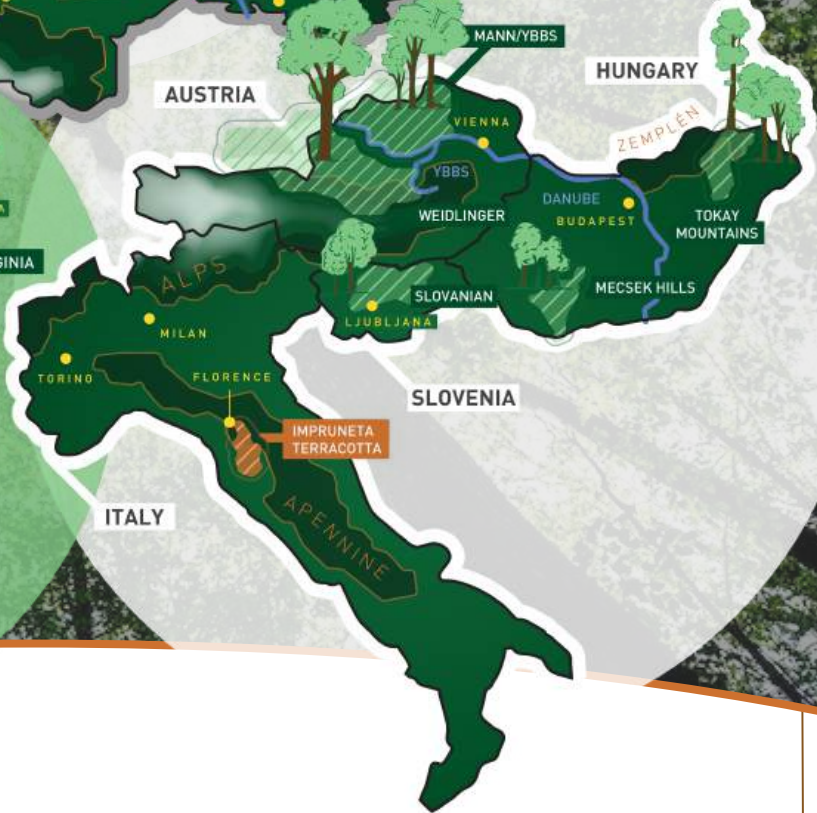 MANN/YBBS
HUNGARY
AUSTRIA
VIENNA
ZEMPLÉN
YBBS
DANUBE
WEIDLINGER
BUDAPEST
TOKAY
MOUNTAINS
GINIA
ALPS
SLOVANIAN
MECSEK HILLS
LJUBLJANA
MILAN
TORINO
FLORENCE
SLOVENIA
IMPRUNETA
TERRACOTTA
APENNINE
ITALY